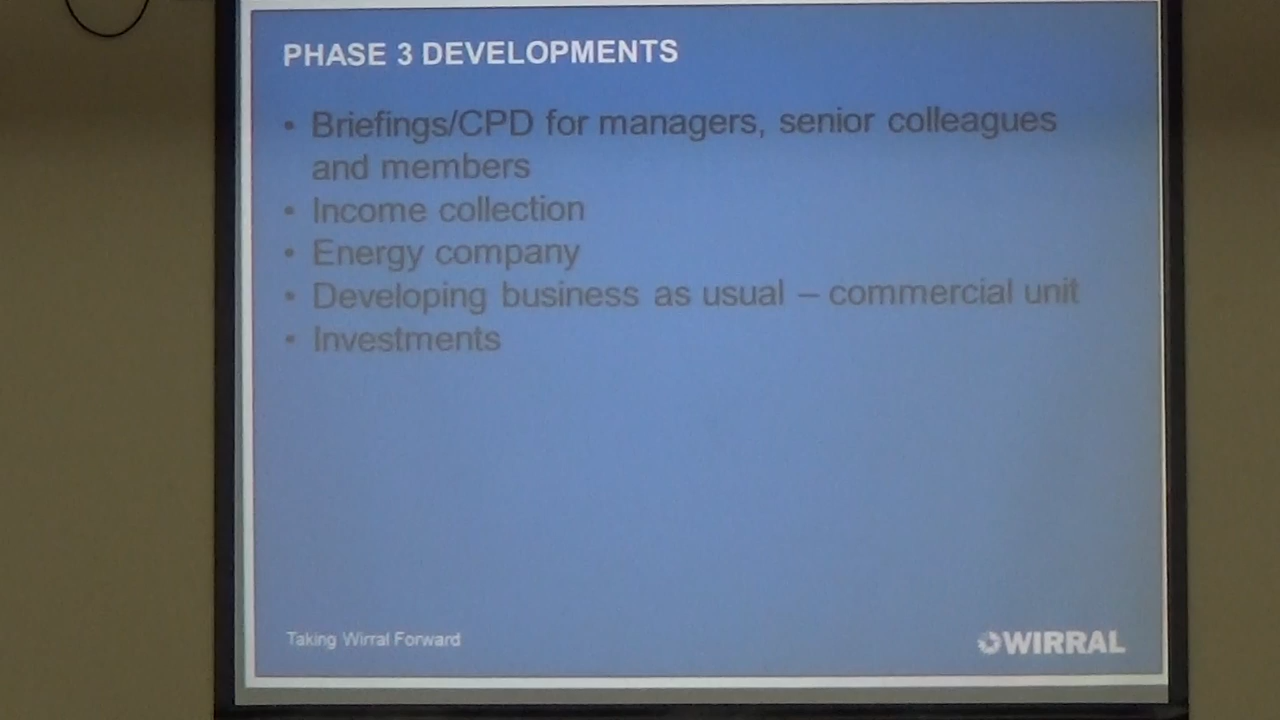 PHASE 3 DEVELOPMENTS
• Briefings/CPD for managers, senior colleagues
and members
• Income collection
• Energy company
• Developing business as usual – commercial unit
• Investments
Taking Wirral Forward
WIRRAL